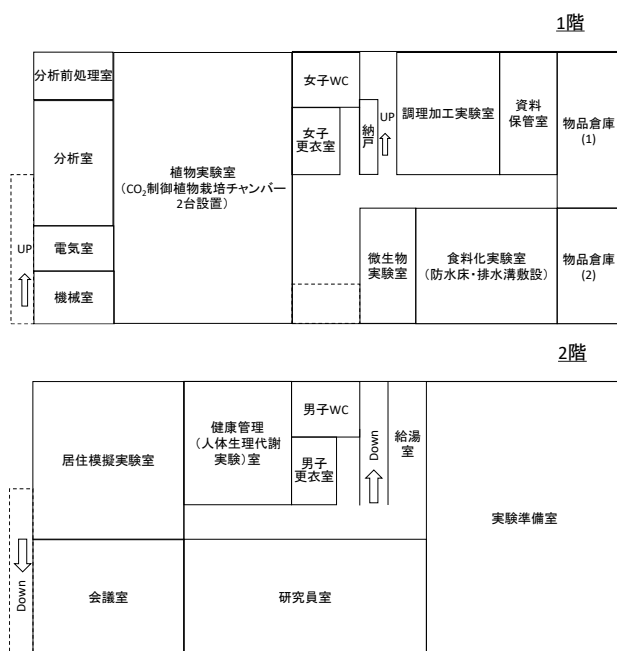 1階
分析前処理室
分析室
電気室
機械室
UP
植物実験室
(CO₂制御植物栽培チャンバー
2台設置)
女子WC
女子
更衣室
納戸
UP
調理加工実験室
資料
保管室
物品倉庫
(1)
微生物
実験室
食料化実験室
(防水床・排水溝敷設)
物品倉庫
(2)
2階
居住模擬実験室
健康管理
(人体生理代謝
実験)室
男子WC
男子
更衣室
Down
給湯
室
実験準備室
Down
会議室
研究員室